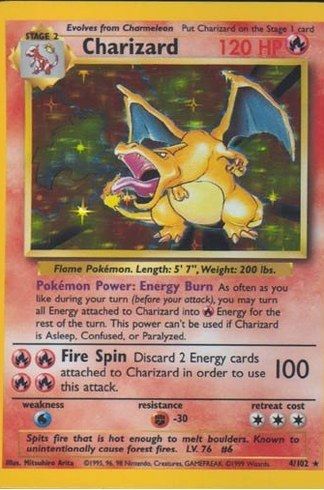 Evolves from Charmeleon Put Charizard on the Stage 1 card
STAGE 2
Charizard 120 HP
Flame Pokémon. Length: 5' 7", Weight: 200 lbs.
Pokémon Power: Energy Burn As often as you
like during your turn (before your attack), you may turn
all Energy attached to Charizard into Energy for the
rest of the turn. This power can't be used if Charizard
is Asleep, Confused, or Paralyzed.
Fire Spin Discard 2 Energy cards
attached to Charizard in order to use
this attack.
100
weakness resistance retreat cost
-30
Spits fire that is hot enough to melt boulders. Known to
unintentionally cause forest fires. LV. 76 #6
Illus. Mitsuhiro Arita ©1995, 96, 98 Nintendo, Creatures, GAMEFREAK. ©1999 Wizards. 4/102 ★